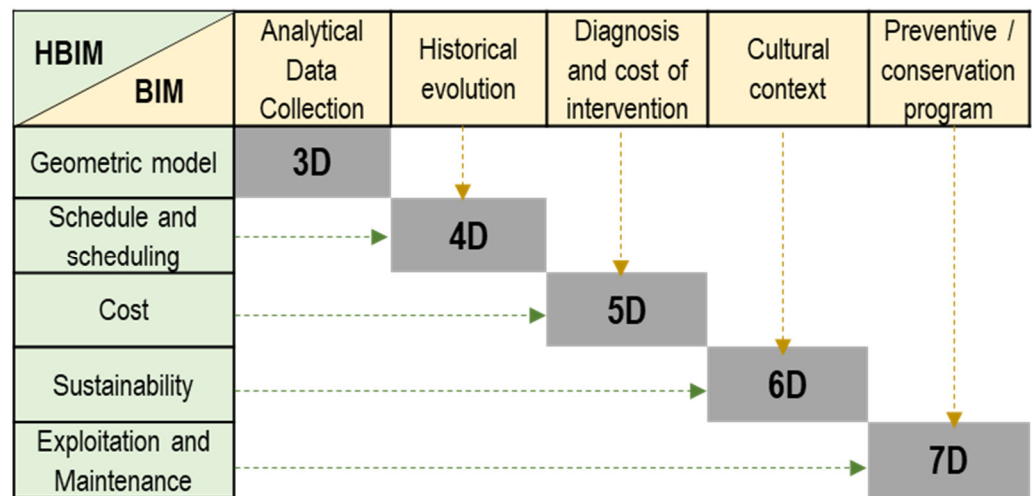 HBIM
BIM
Analytical
Data
Collection
Historical
evolution
Diagnosis
and cost of
intervention
Cultural
context
Preventive /
conservation
program
Geometric model
3D
Schedule and
scheduling
4D
Cost
5D
Sustainability
6D
Exploitation and
Maintenance
7D